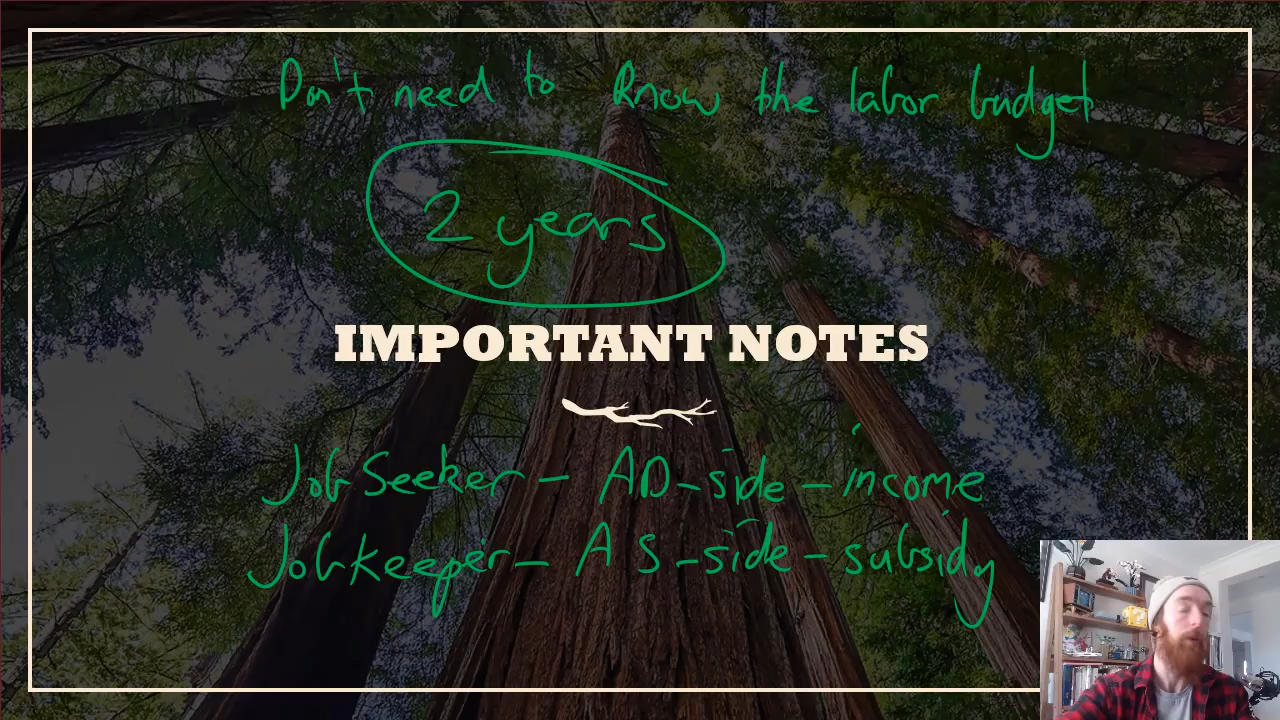 Don't need to know the labor budget
2 years
IMPORTANT NOTES
JobSeeker - AD-side - income
Jobkeeper - AS-side - subsidy